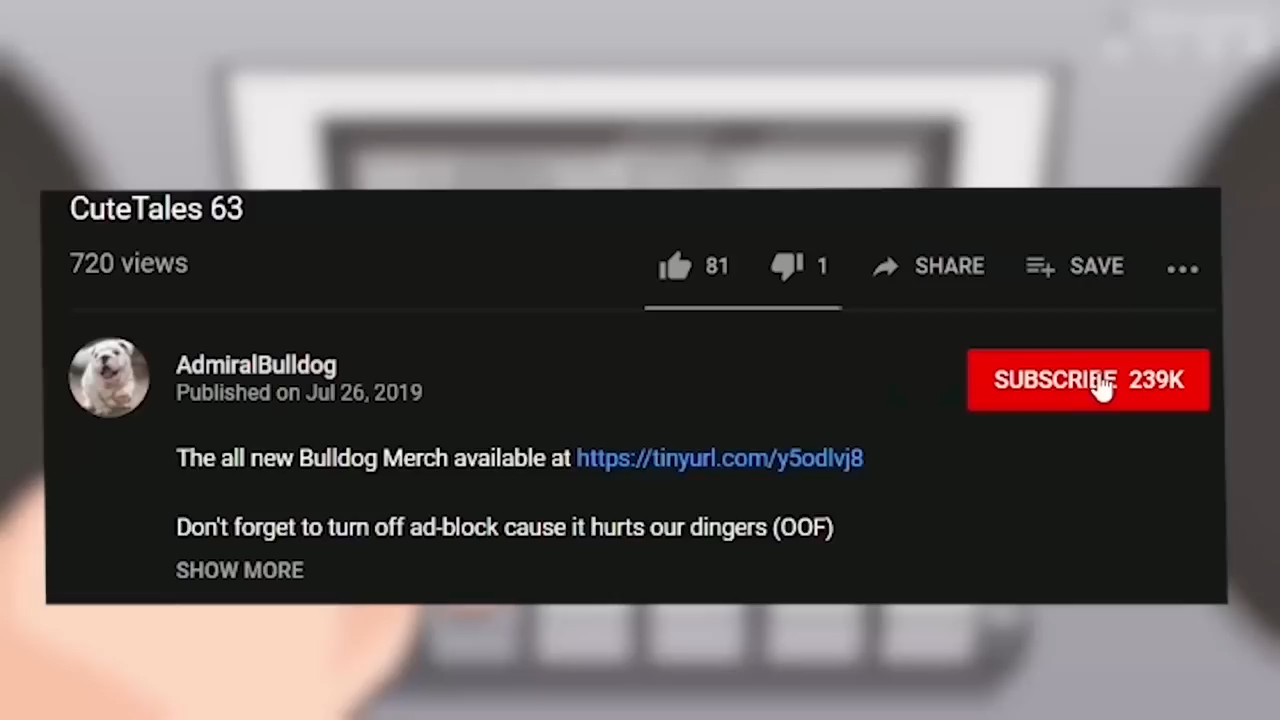 CuteTales 63
720 views
81 1 SHARE SAVE
AdmiralBulldog
Published on Jul 26, 2019
SUBSCRIBE 239K
The all new Bulldog Merch available at https://tinyurl.com/y5odlvj8
Don't forget to turn off ad-block cause it hurts our dingers (OOF)
SHOW MORE